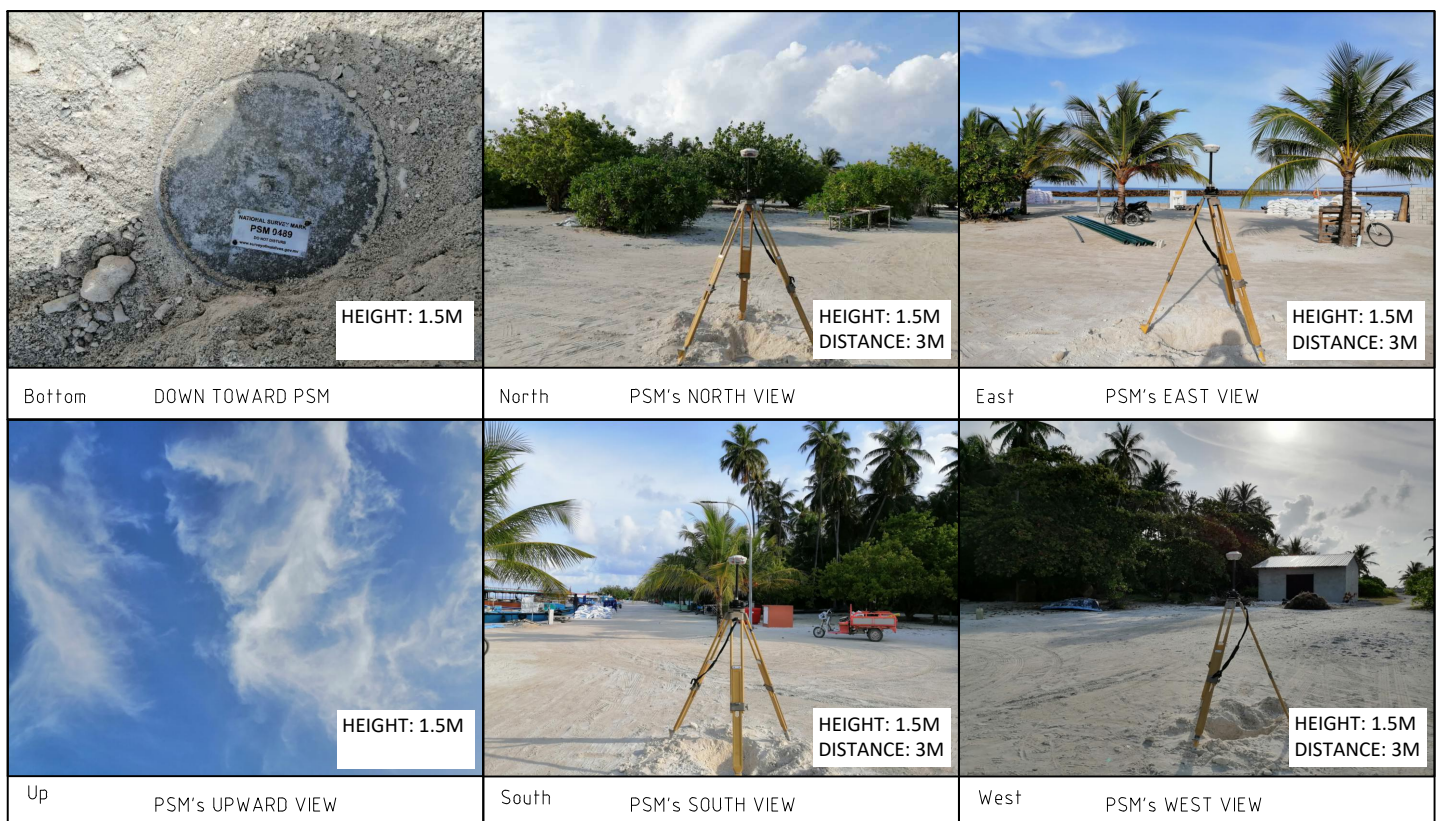 NATIONAL SURVEY MARK
PSM 0489
DO NOT DISTURB
HEIGHT: 1.5M
Bottom DOWN TOWARD PSM
HEIGHT: 1.5M
DISTANCE: 3M
North PSM's NORTH VIEW
HEIGHT: 1.5M
DISTANCE: 3M
East PSM's EAST VIEW
HEIGHT: 1.5M
Up PSM's UPWARD VIEW
HEIGHT: 1.5M
DISTANCE: 3M
South PSM's SOUTH VIEW
HEIGHT: 1.5M
DISTANCE: 3M
West PSM's WEST VIEW